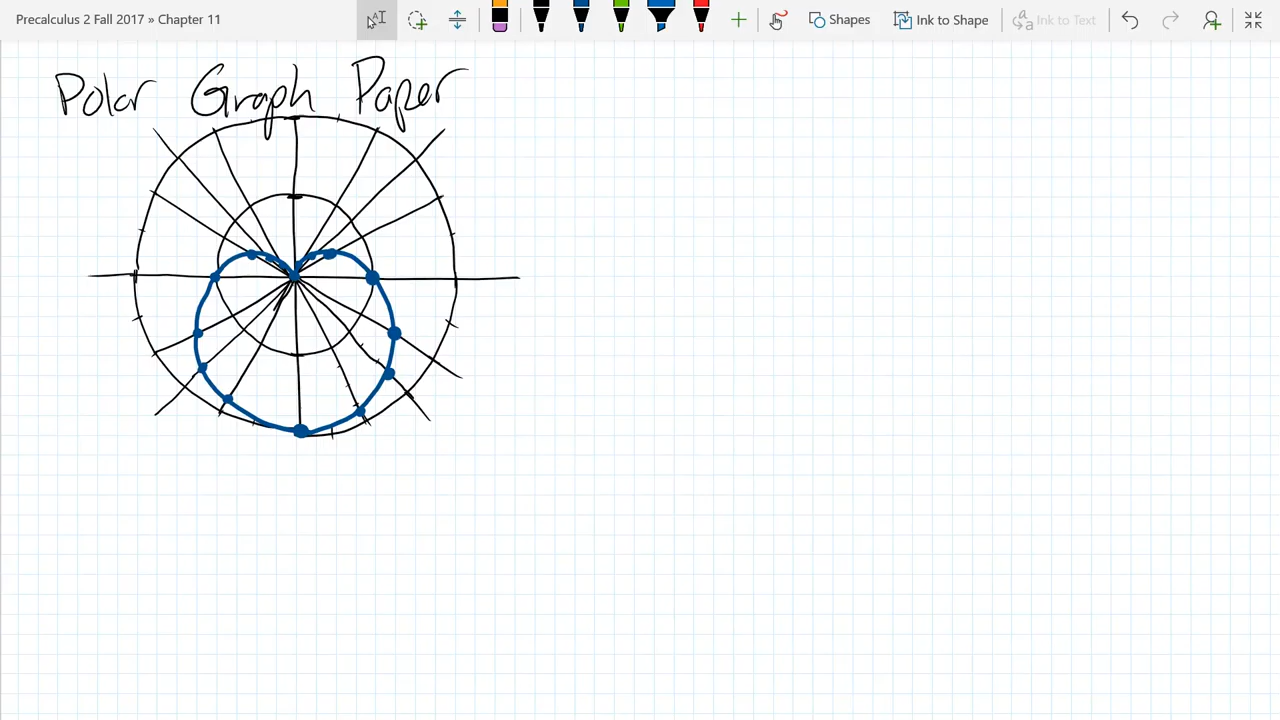 Precalculus 2 Fall 2017 » Chapter 11
Shapes
Ink to Shape
Ink to Text
Polar Graph Paper